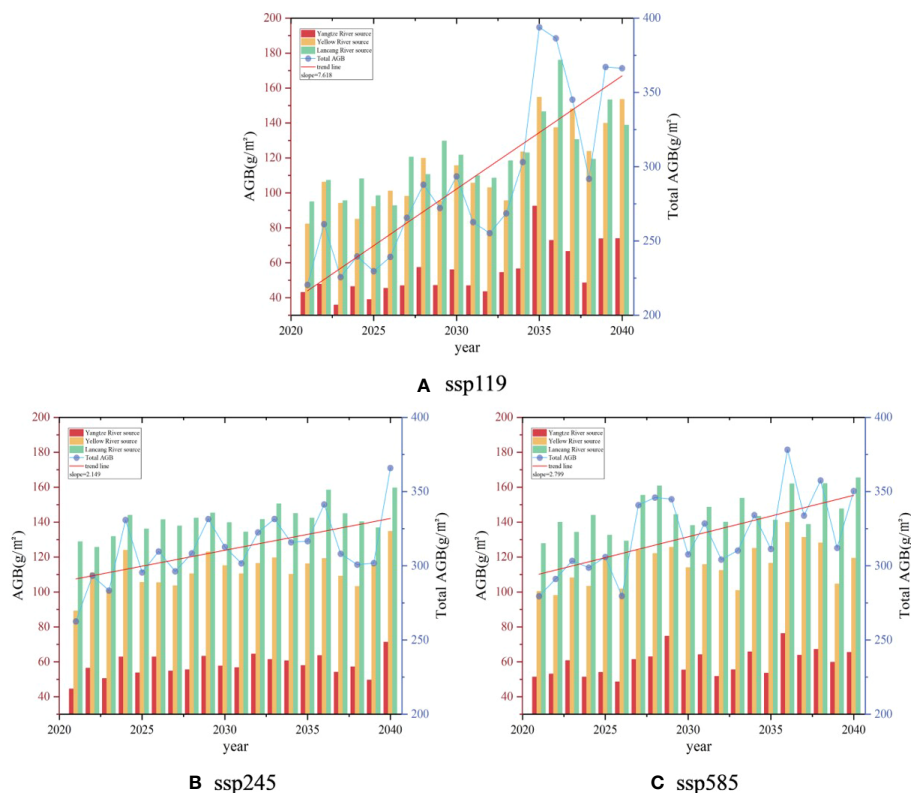 200
180
160
140
120
100
80
60
40
AGB(g/m²)
Yangtze River source
Yellow River source
Lancang River source
Total AGB
trend line
slope=7.618
400
350
300
250
200
Total AGB(g/m²)
2020 2025 2030 2035 2040
year
A ssp119
200
180
160
140
120
100
80
60
40
AGB(g/m²)
Yangtze River source
Yellow River source
Lancang River source
Total AGB
trend line
slope=2.149
400
350
300
250
200
Total AGB(g/m²)
2020 2025 2030 2035 2040
year
B ssp245
200
180
160
140
120
100
80
60
40
AGB(g/m²)
Yangtze River source
Yellow River source
Lancang River source
Total AGB
trend line
slope=2.799
400
350
300
250
200
Total AGB(g/m²)
2020 2025 2030 2035 2040
year
C ssp585